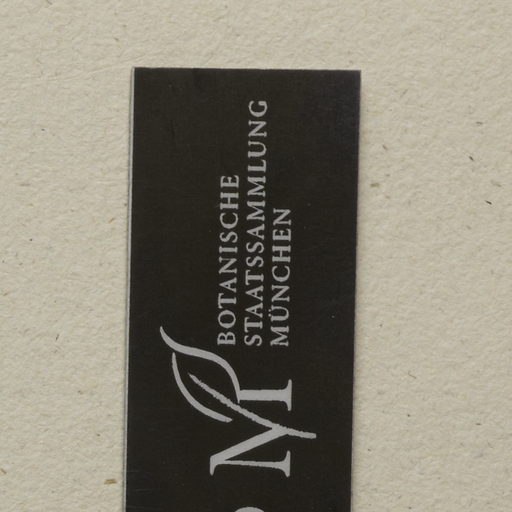 M
BOTANISCHE
STAATSSAMMLUNG
MÜNCHEN